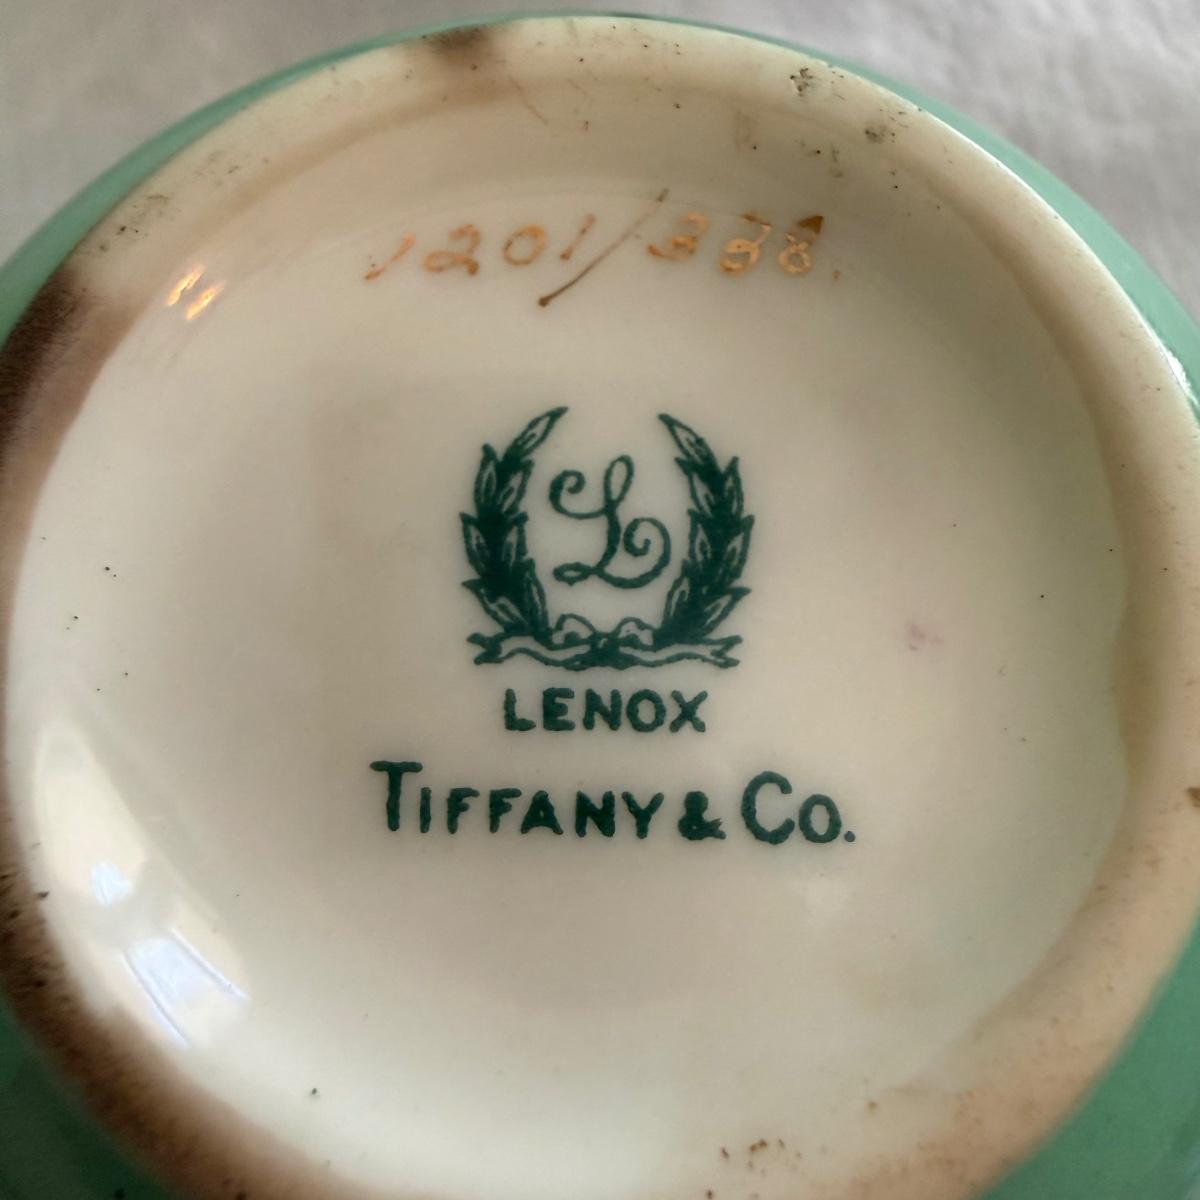 1201/338.
L
LENOX
TIFFANY & CO.